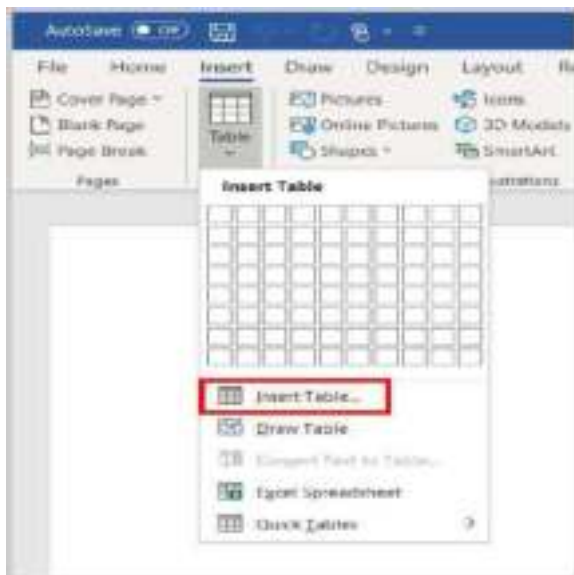 AutoSave Off
File Home Insert Draw Design Layout
Cover Page Table Pictures Icons
Blank Page Online Pictures 3D Models
Page Break Shapes SmartArt
Pages
Insert Table
Insert Table...
Draw Table
Convert Text to Table...
Excel Spreadsheet
Quick Tables